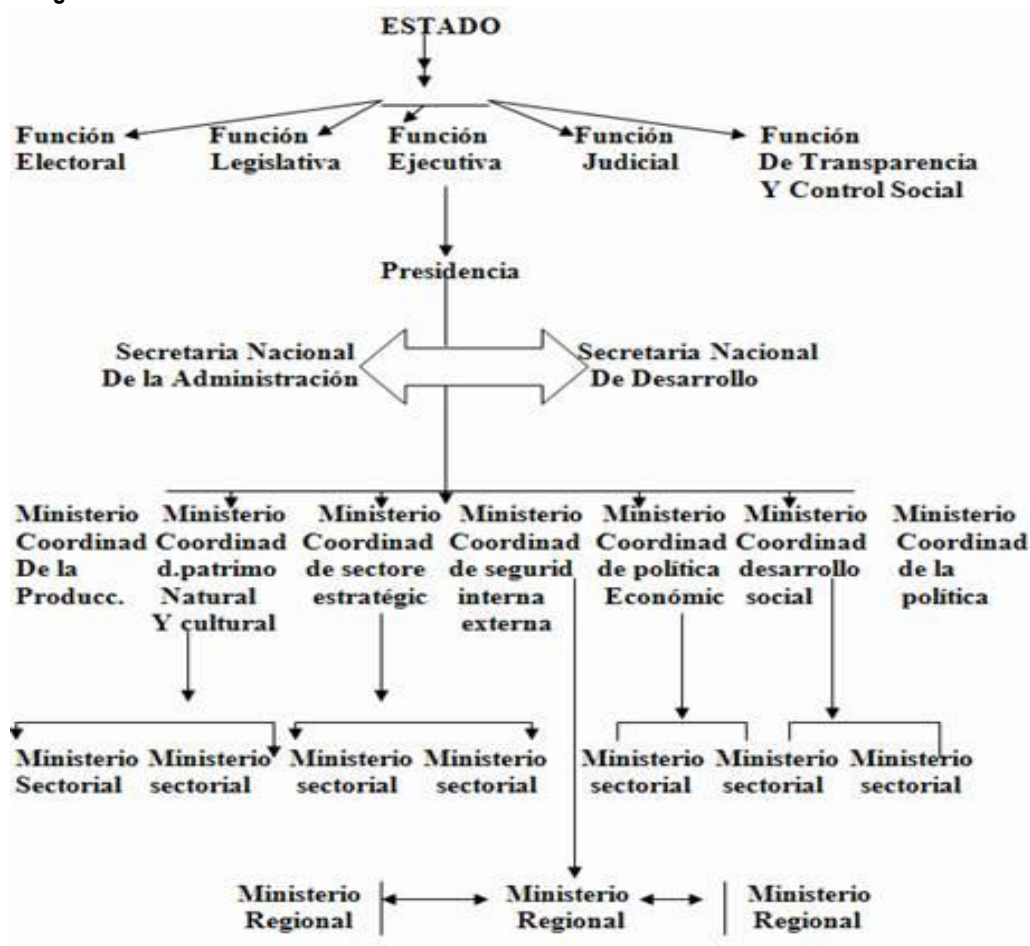 ESTADO
Función
Electoral
Función
Legislativa
Función
Ejecutiva
Función
Judicial
Función
De Transparencia
Y Control Social
Presidencia
Secretaria Nacional
De la Administración
Secretaria Nacional
De Desarrollo
Ministerio
Coordinad
De la
Producc.
Ministerio
Coordinad
d.patrimo
Natural
Y cultural
Ministerio
Coordinad
de sectore
estratégic
Ministerio
Coordinad
de segurid
interna
externa
Ministerio
Coordinad
de política
Económic
Ministerio
Coordinad
desarrollo
social
Ministerio
Coordinad
de la
política
Ministerio
Sectorial
Ministerio
sectorial
Ministerio
sectorial
Ministerio
sectorial
Ministerio
sectorial
Ministerio
sectorial
Ministerio
sectorial
Ministerio
Regional
Ministerio
Regional
Ministerio
Regional